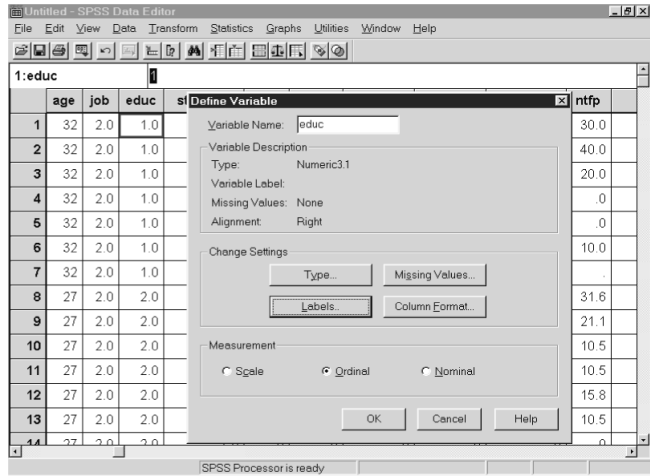 Untitled - SPSS Data Editor
File Edit View Data Transform Statistics Graphs Utilities Window Help
1:educ 1
age job educ st ntfp
1 32 2.0 1.0 30.0
2 32 2.0 1.0 40.0
3 32 2.0 1.0 20.0
4 32 2.0 1.0 .0
5 32 2.0 1.0 .0
6 32 2.0 1.0 10.0
7 32 2.0 1.0 .
8 27 2.0 2.0 31.6
9 27 2.0 2.0 21.1
10 27 2.0 2.0 10.5
11 27 2.0 2.0 10.5
12 27 2.0 2.0 15.8
13 27 2.0 2.0 10.5
14 27 2.0 2.0 .0
Define Variable
Variable Name: educ
Variable Description
Type: Numeric3.1
Variable Label:
Missing Values: None
Alignment: Right
Change Settings
Type... Missing Values...
Labels.. Column Format...
Measurement
Scale Ordinal Nominal
OK Cancel Help
SPSS Processor is ready